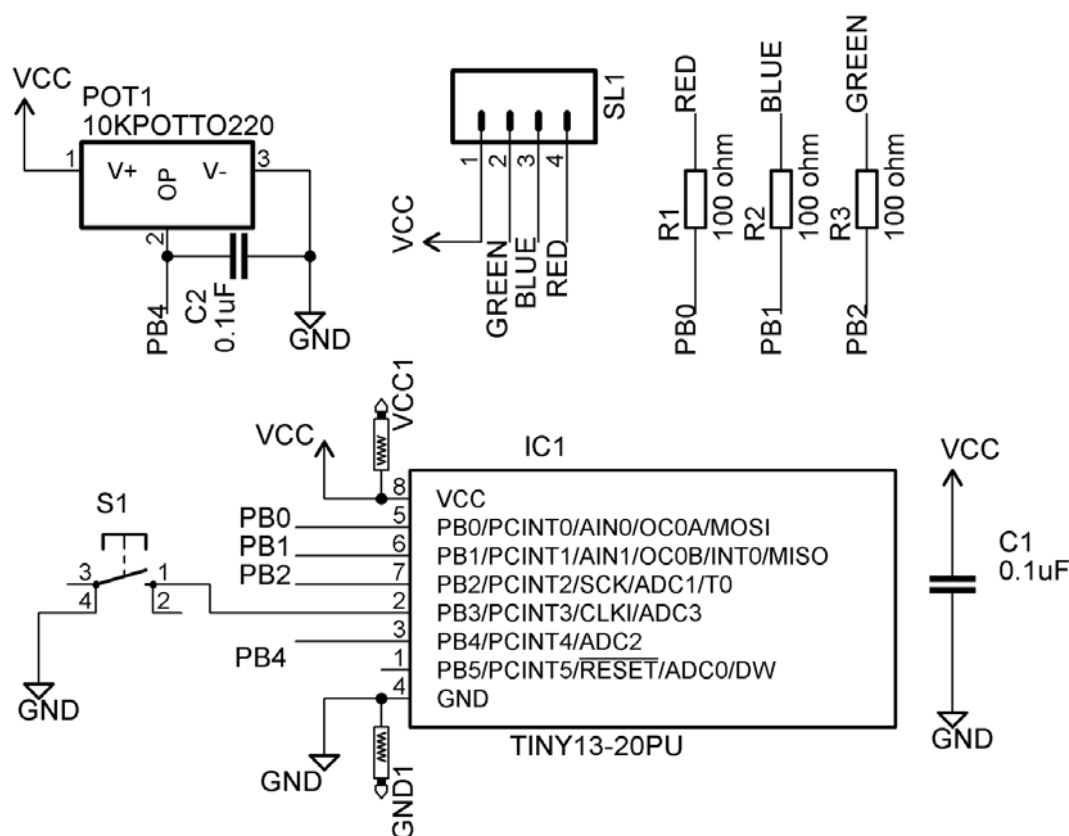 VCC
POT1
10KPOTTO220
1
V+
OP
V-
3
2
PB4
C2
0.1uF
GND
SL1
1
2
3
4
VCC
GREEN
BLUE
RED
RED
BLUE
GREEN
R1
100 ohm
R2
100 ohm
R3
100 ohm
PB0
PB1
PB2
VCC
VCC1
IC1
8
VCC
PB0
5
PB0/PCINT0/AIN0/OC0A/MOSI
PB1
6
PB1/PCINT1/AIN1/OC0B/INT0/MISO
PB2
7
PB2/PCINT2/SCK/ADC1/T0
2
PB3/PCINT3/CLKI/ADC3
PB4
3
PB4/PCINT4/ADC2
1
PB5/PCINT5/RESET/ADC0/DW
4
GND
TINY13-20PU
S1
3
1
4
2
GND
GND
GND1
VCC
C1
0.1uF
GND